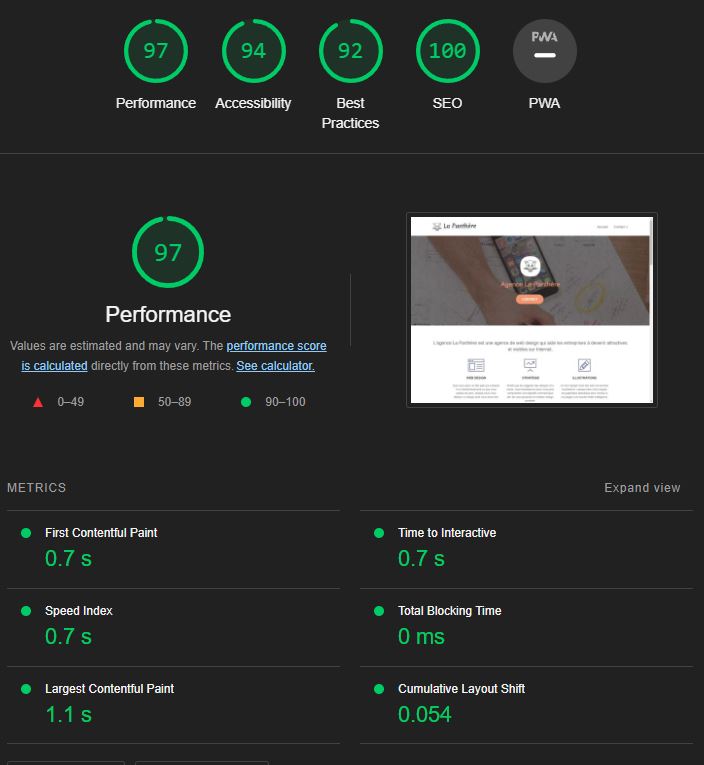 97
94
92
100
PWA
Performance
Accessibility
Best
Practices
SEO
PWA
97
Performance
Values are estimated and may vary. The performance score
is calculated directly from these metrics. See calculator.
0–49
50–89
90–100
La Panthère
Agence La Panthère
CONTACT
L'agence La Panthère est une agence de web design qui aide les entreprises à devenir attractives
et visibles sur Internet.
WEB DESIGN
STRATÉGIE
ILLUSTRATIONS
METRICS
Expand view
First Contentful Paint
0.7 s
Time to Interactive
0.7 s
Speed Index
0.7 s
Total Blocking Time
0 ms
Largest Contentful Paint
1.1 s
Cumulative Layout Shift
0.054